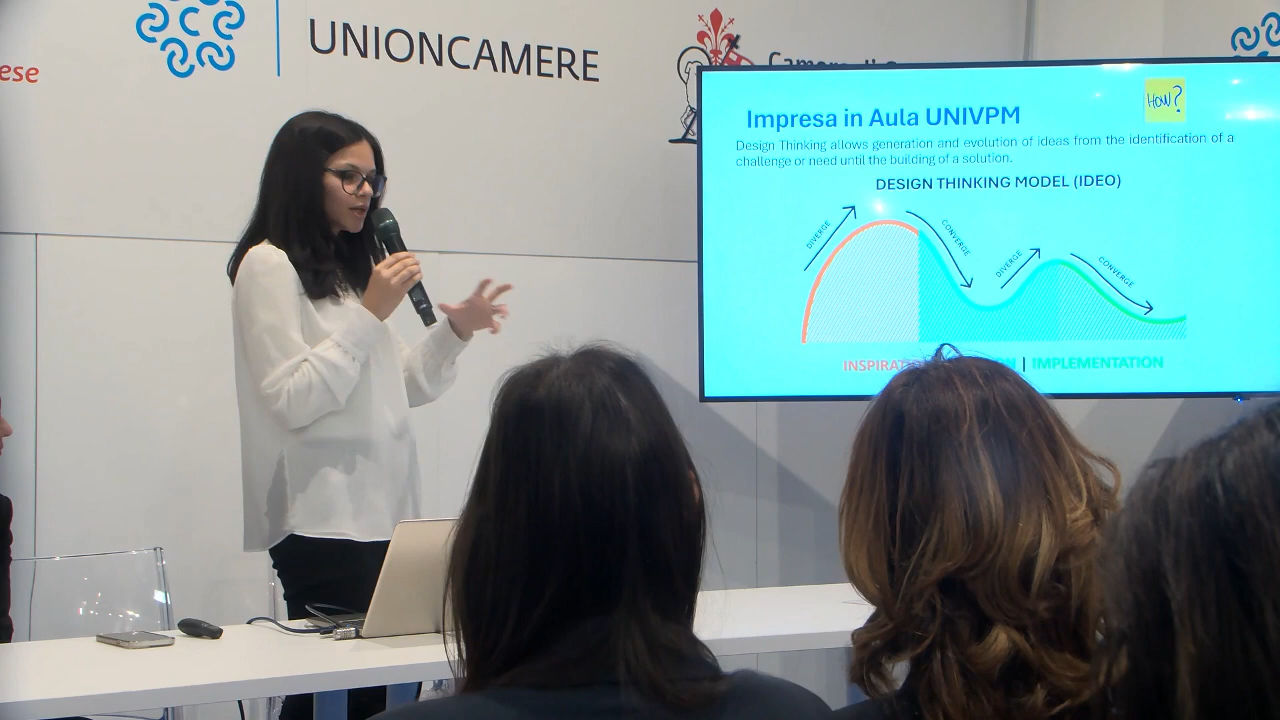 ese
UNIONCAMERE
HOW?
Impresa in Aula UNIVPM
Design Thinking allows generation and evolution of ideas from the identification of a
challenge or need until the building of a solution.
DESIGN THINKING MODEL (IDEO)
DIVERGE
CONVERGE
DIVERGE
CONVERGE
INSPIRAT
N | IMPLEMENTATION